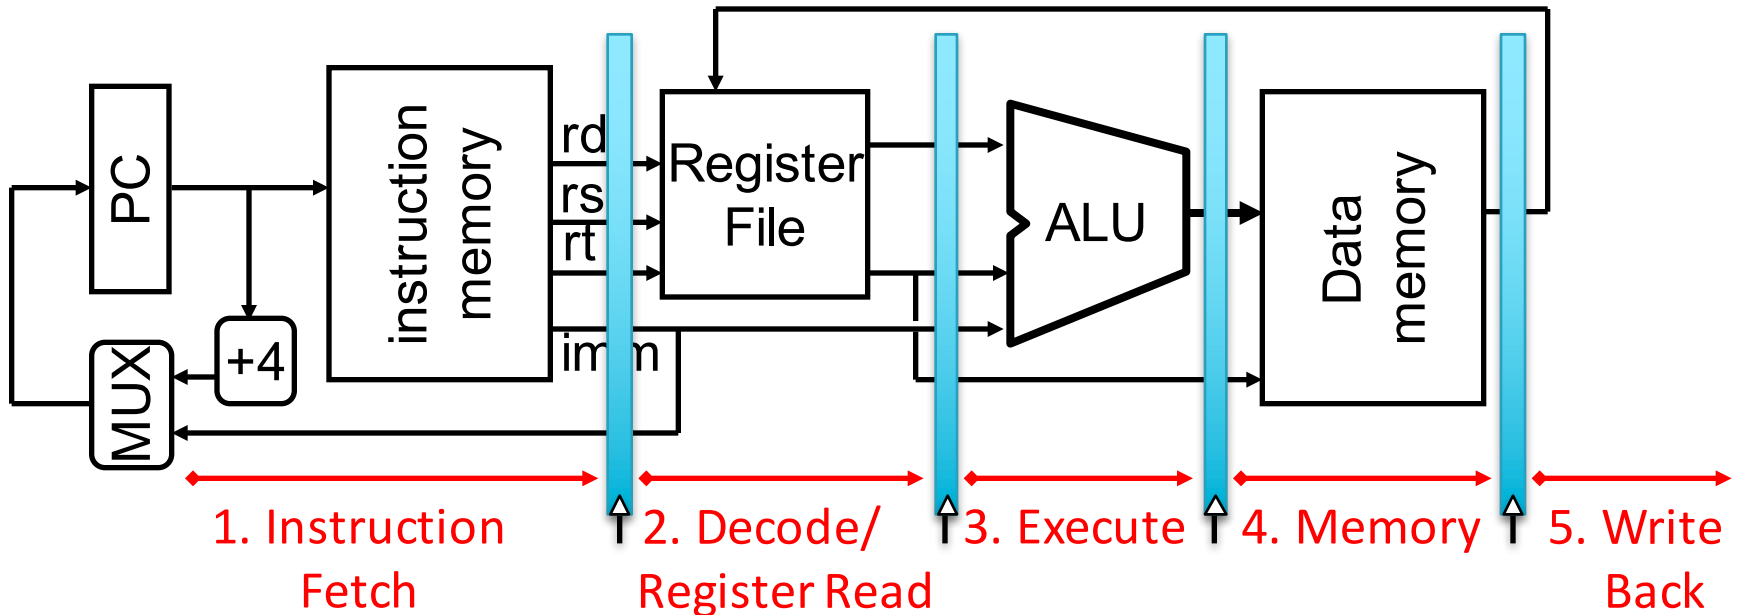 PC
+4
MUX
instruction
memory
rd
rs
rt
imm
Register
File
ALU
Data
memory
1. Instruction
Fetch
2. Decode/
Register Read
3. Execute
4. Memory
5. Write
Back